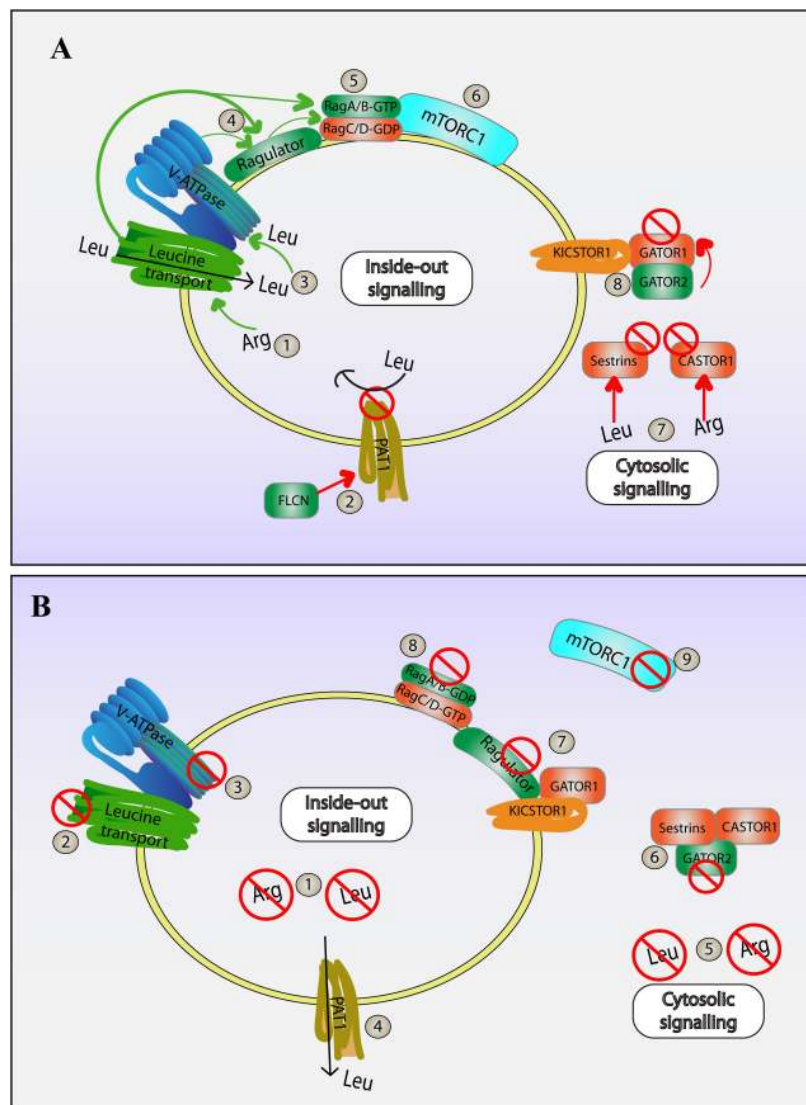 A
5
6
RagA/B-GTP
4
RagC/D-GDP
mTORC1
Ragulator
V-ATPase
Leu
Leu
Leucine
transport
Leu
3
Inside-out
signalling
KICSTOR1
GATOR1
8
GATOR2
Arg
1
Leu
Sestrins
CASTOR1
PAT1
Leu
7
Arg
FLCN
2
Cytosolic
signalling
B
8
mTORC1
9
RagA/B-GDP
RagC/D-GTP
V-ATPase
7
Ragulator
3
GATOR1
KICSTOR1
Leucine
transport
2
Inside-out
signalling
Sestrins
CASTOR1
6
GATOR2
Arg
1
Leu
Leu
5
Arg
PAT1
4
Cytosolic
signalling
Leu